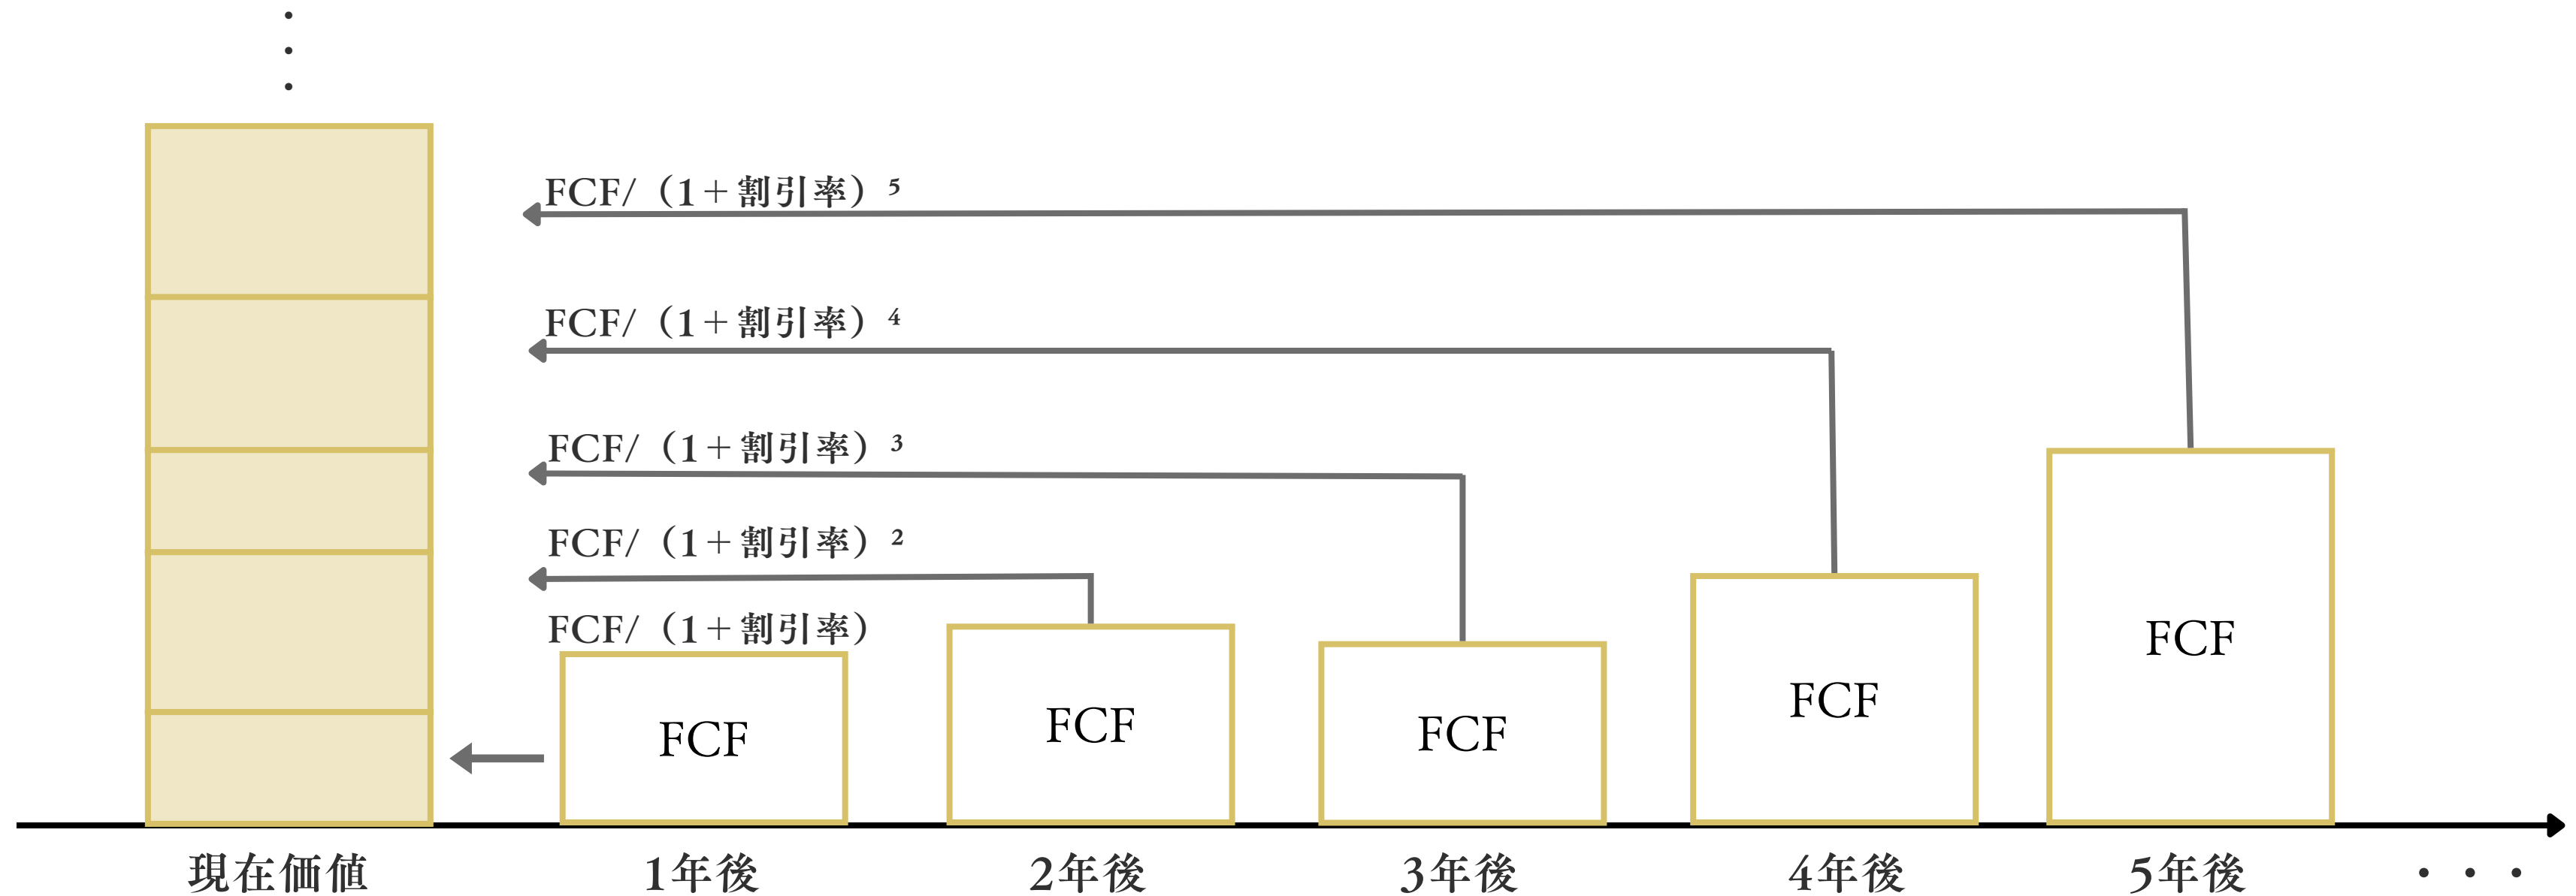 ・・・
FCF/（1＋割引率）⁵
FCF/（1＋割引率）⁴
FCF/（1＋割引率）³
FCF/（1＋割引率）²
FCF/（1＋割引率）
FCF
FCF
FCF
FCF
FCF
現在価値
1年後
2年後
3年後
4年後
5年後
・・・